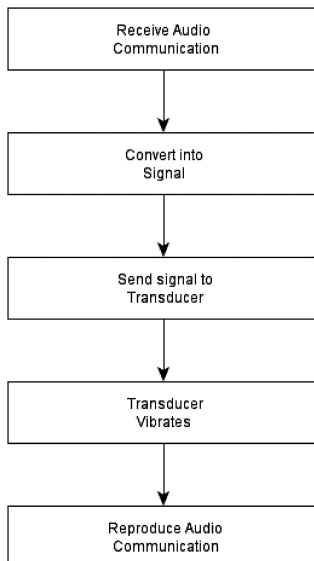 Receive Audio
Communication
Convert into
Signal
Send signal to
Transducer
Transducer
Vibrates
Reproduce Audio
Communication